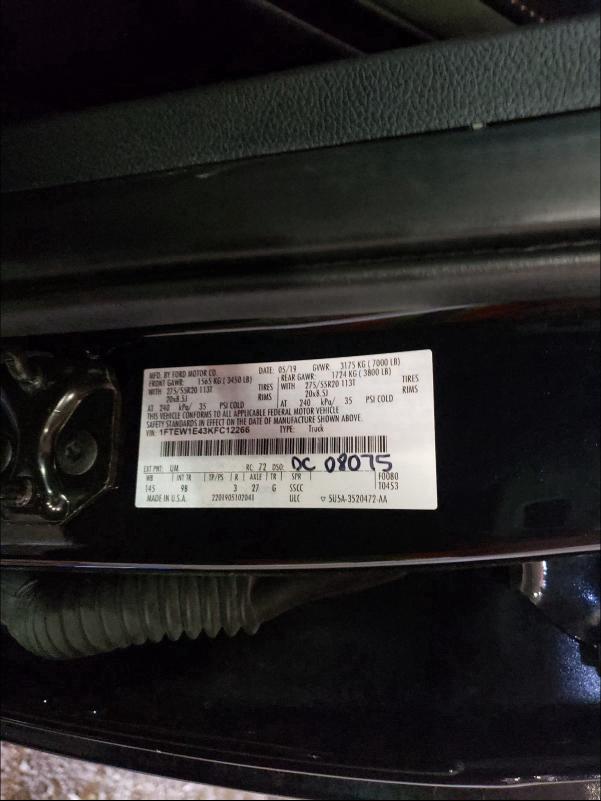 MFD. BY FORD MOTOR CO.
DATE: 05/19 GVWR: 3175 KG (7000 LB)
FRONT GAWR: 1565 KG (3450 LB) REAR GAWR: 1724 KG (3800 LB)
WITH 275/55R20 113T TIRES WITH 275/55R20 113T TIRES
20x8.5J RIMS 20x8.5J RIMS
AT 240 kPa/ 35 PSI COLD AT 240 kPa/ 35 PSI COLD
THIS VEHICLE CONFORMS TO ALL APPLICABLE FEDERAL MOTOR VEHICLE
SAFETY STANDARDS IN EFFECT ON THE DATE OF MANUFACTURE SHOWN ABOVE.
VIN: 1FTEW1E43KFC12266 TYPE: Truck
EXT PNT: UM RC: 72 DSO: DC 08075
WB INT TR TP/PS R AXLE TR SPR F0080
145 9B 3 27 G SSCC T0453
MADE IN U.S.A. 2201905102041 ULC 5U5A-3520472-AA